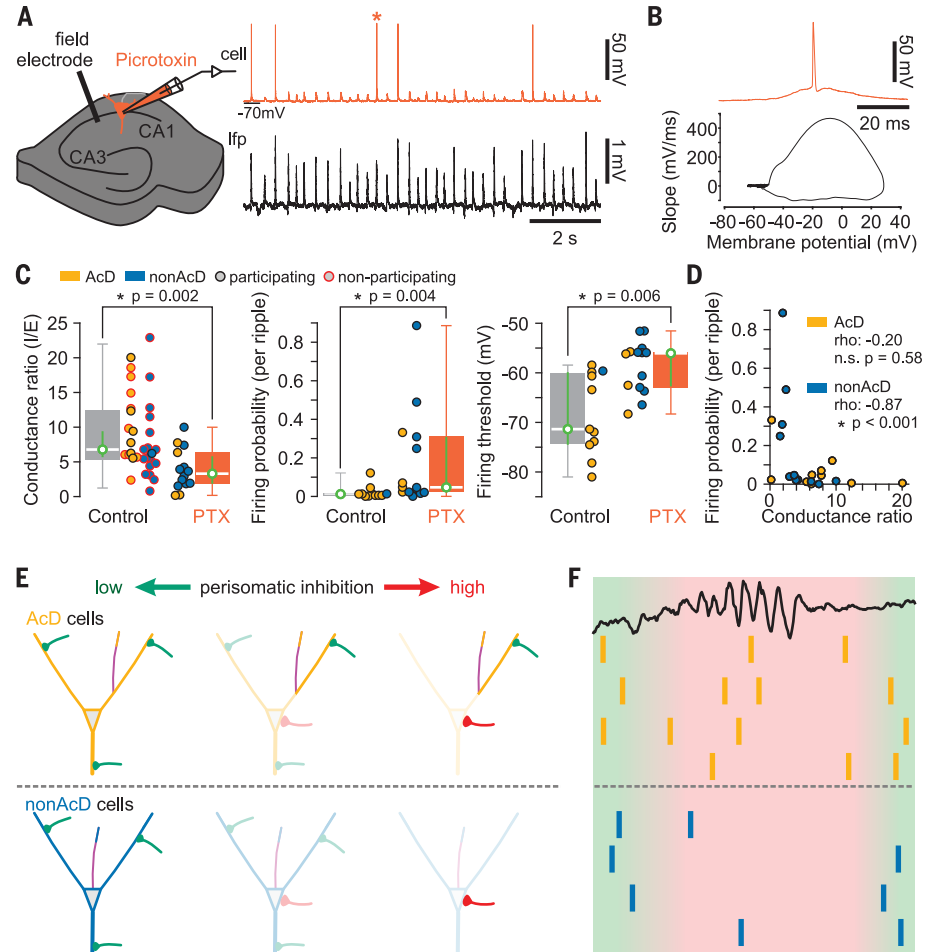 A
field
electrode
Picrotoxin
cell
CA1
CA3
*
50 mV
-70mV
lfp
1 mV
2 s
B
50 mV
20 ms
Slope (mV/ms)
400
200
0
-80 -60 -40 -20 0 20 40
Membrane potential (mV)
C
AcD nonAcD participating non-participating
* p = 0.002
Conductance ratio (I/E)
25
20
15
10
5
0
Control PTX
* p = 0.004
Firing probability (per ripple)
0.8
0.6
0.4
0.2
0
Control PTX
* p = 0.006
Firing threshold (mV)
-50
-60
-70
-80
Control PTX
D
Firing probability (per ripple)
0.8
0.6
0.4
0.2
0
0 10 20
Conductance ratio
AcD
rho: -0.20
n.s. p = 0.58
nonAcD
rho: -0.87
* p < 0.001
E
low perisomatic inhibition high
AcD cells
nonAcD cells
F